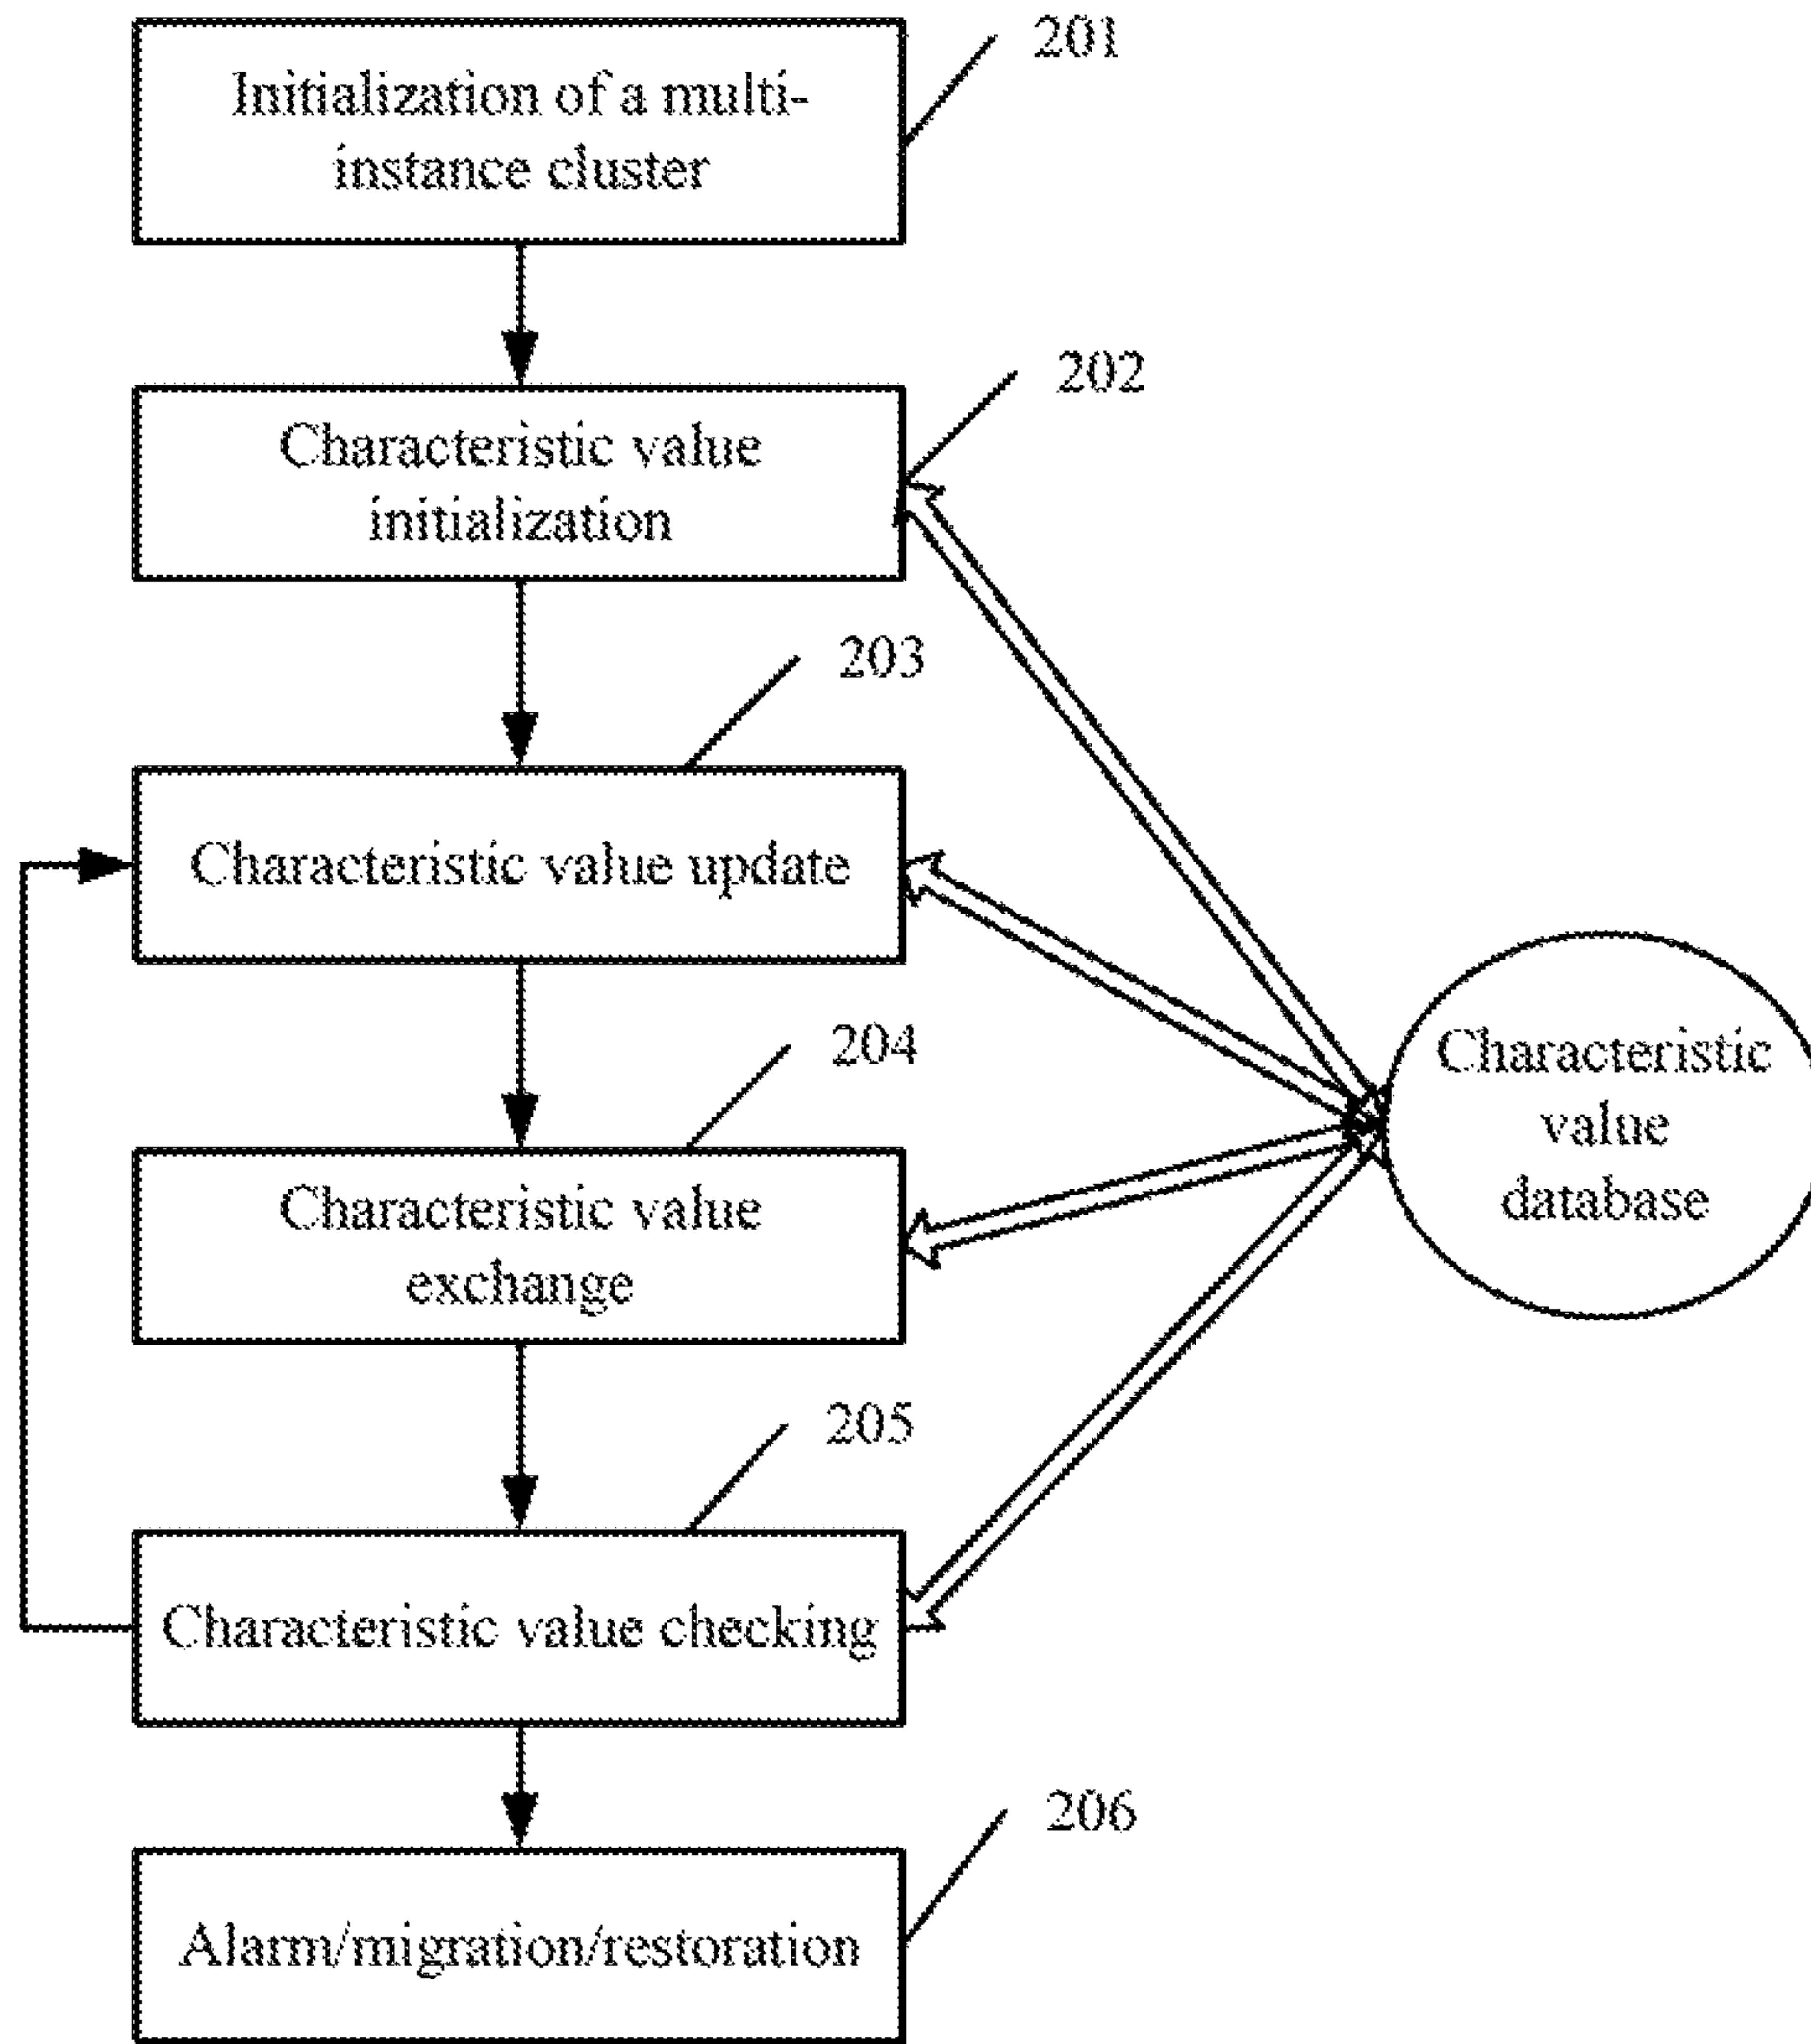 201
Initialization of a multi-
instance cluster
202
Characteristic value
initialization
203
Characteristic value update
204
Characteristic value
exchange
Characteristic
value
database
205
Characteristic value checking
206
Alarm/migration/restoration